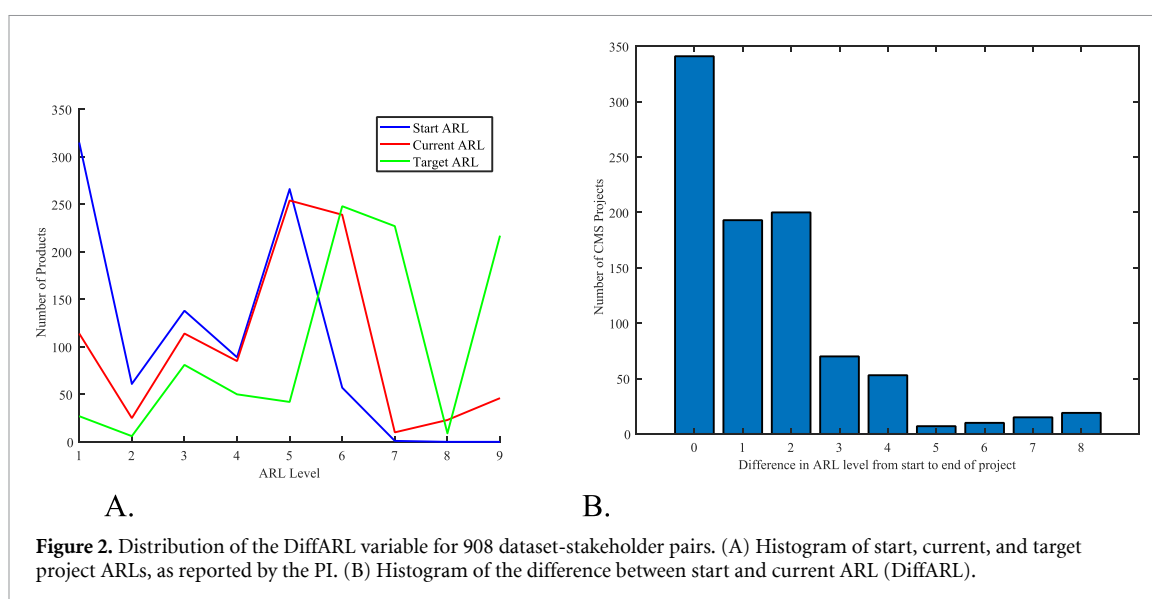 350
300
250
200
150
100
50
0
Number of Products
Start ARL
Current ARL
Target ARL
1 2 3 4 5 6 7 8 9
ARL Level
A.
350
300
250
200
150
100
50
0
Number of CMS Projects
0 1 2 3 4 5 6 7 8
Difference in ARL level from start to end of project
B.
Figure 2. Distribution of the DiffARL variable for 908 dataset-stakeholder pairs. (A) Histogram of start, current, and target
project ARLs, as reported by the PI. (B) Histogram of the difference between start and current ARL (DiffARL).